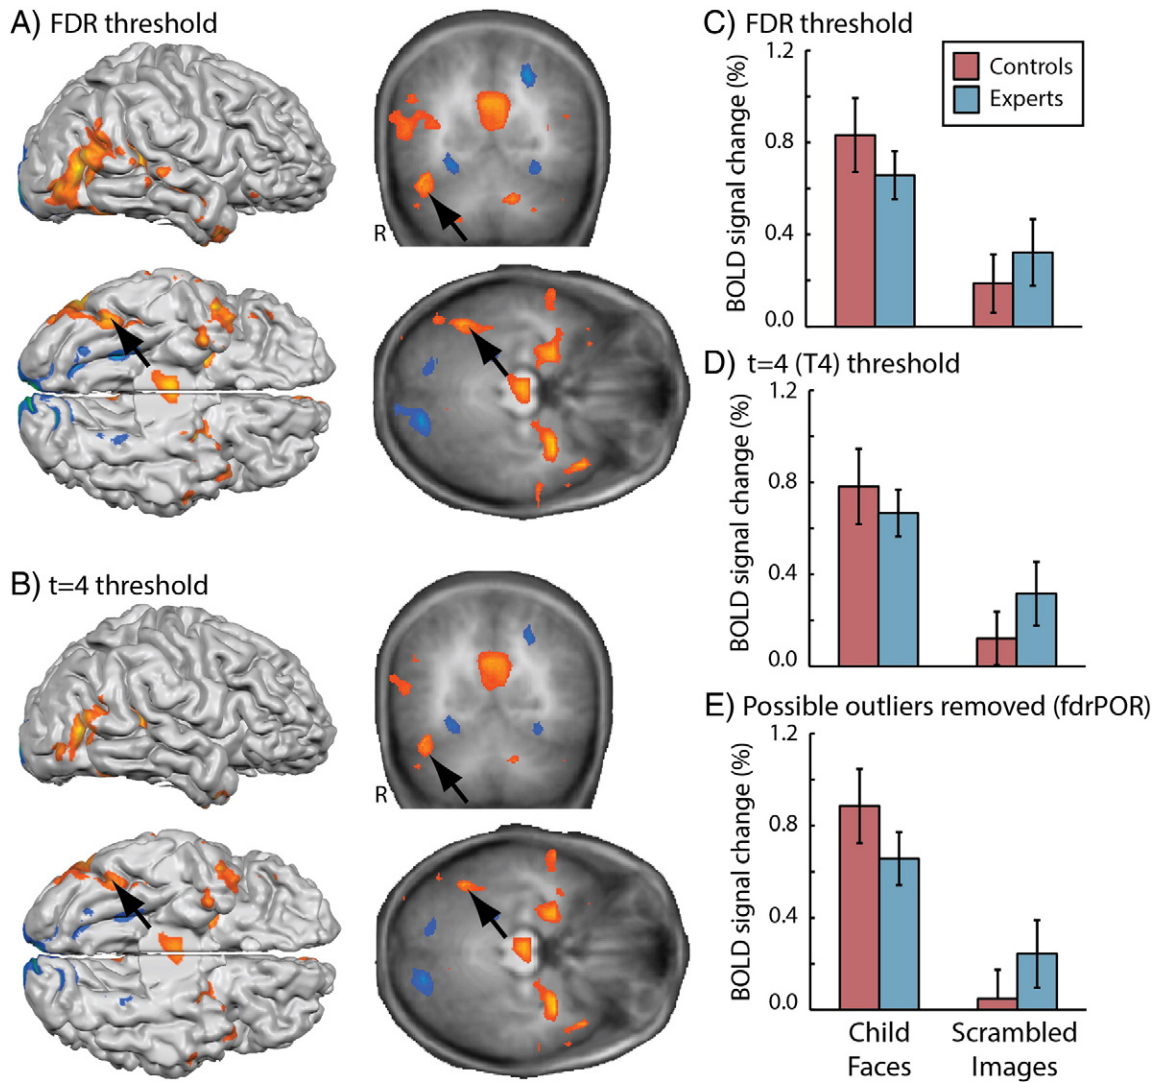 A) FDR threshold
R
B) t=4 threshold
R
C) FDR threshold
BOLD signal change (%)
1.2
0.8
0.4
0.0
Controls
Experts
D) t=4 (T4) threshold
BOLD signal change (%)
1.2
0.8
0.4
0.0
E) Possible outliers removed (fdrPOR)
BOLD signal change (%)
1.2
0.8
0.4
0.0
Child
Faces
Scrambled
Images